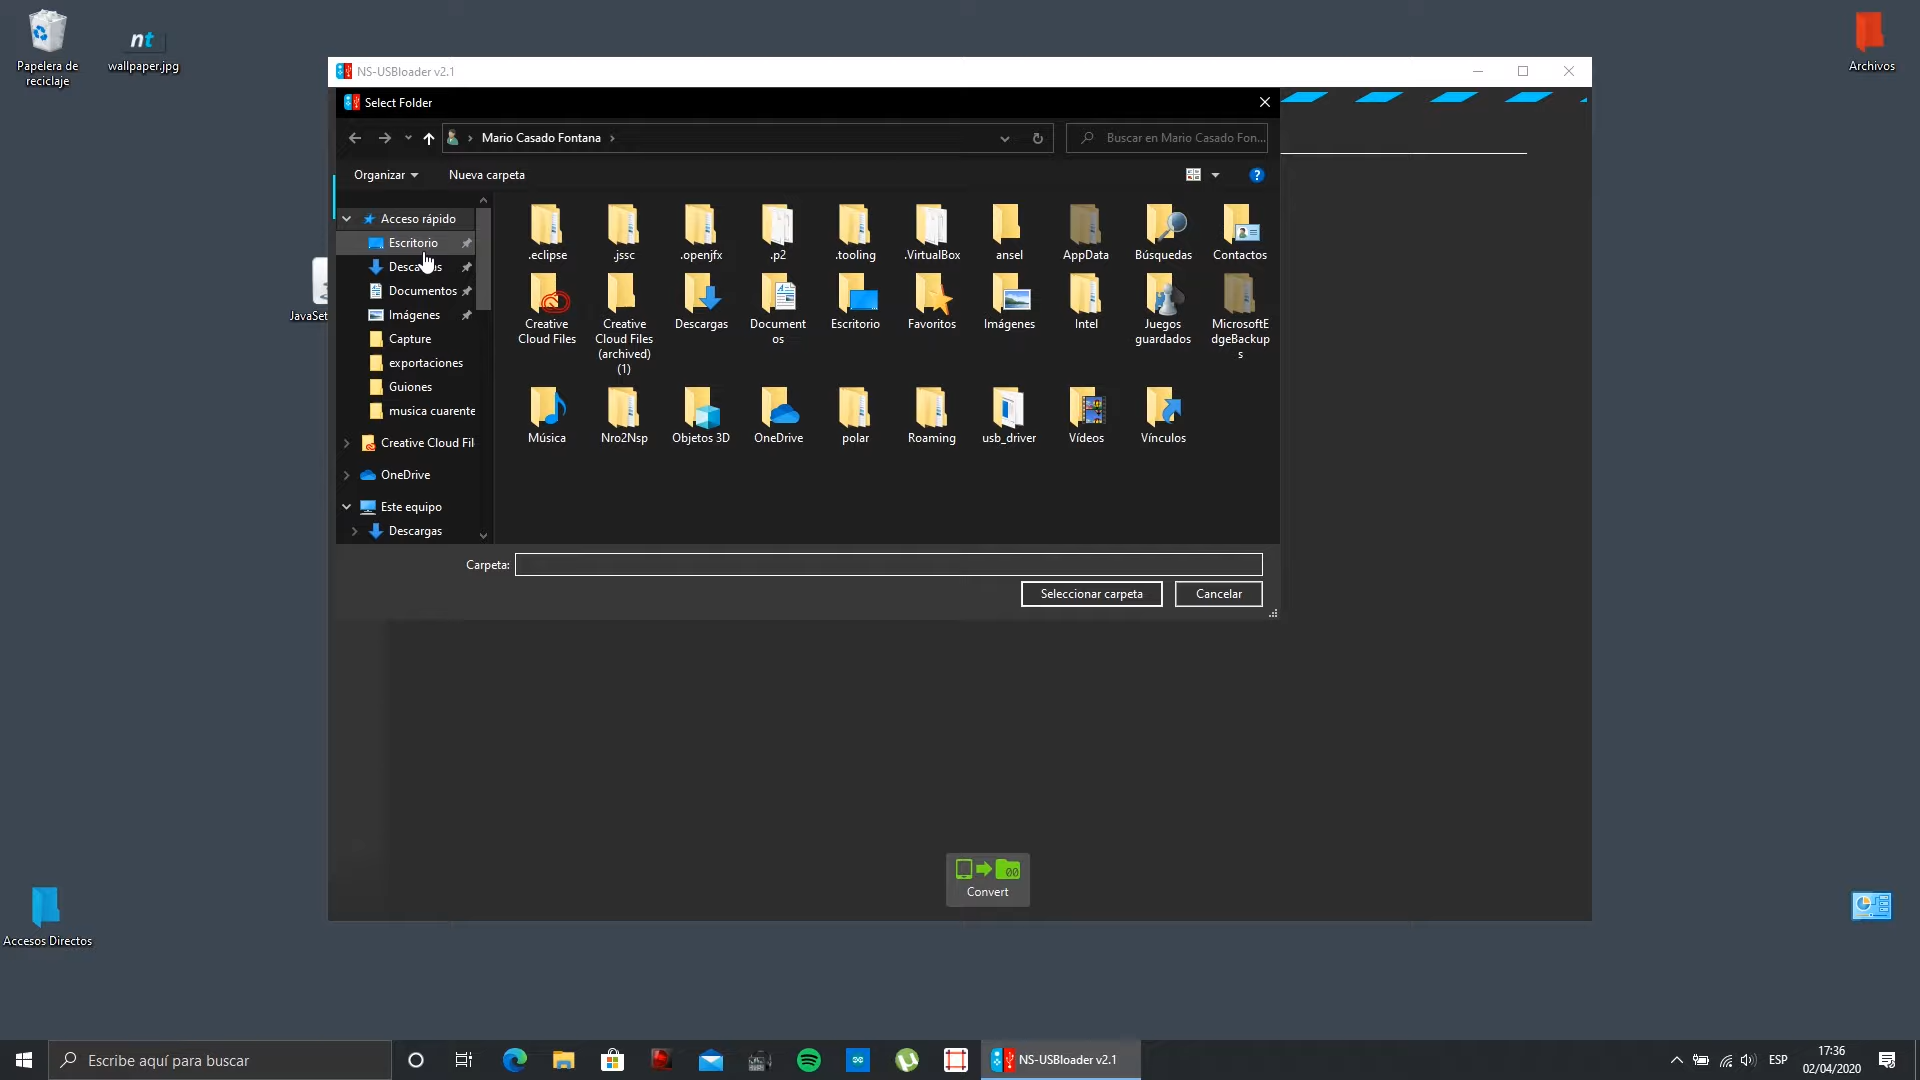 Papelera de
reciclaje
nt
wallpaper.jpg
Archivos
NS-USBloader v2.1
Select Folder
Mario Casado Fontana
Buscar en Mario Casado Fon...
Organizar
Nueva carpeta
?
Acceso rápido
Escritorio
Documentos
Imágenes
Capture
exportaciones
Guiones
musica cuarente
Creative Cloud Fil
OneDrive
Este equipo
Descargas
.eclipse
.jssc
.openjfx
.p2
.tooling
.VirtualBox
ansel
AppData
Búsquedas
Contactos
Creative
Cloud Files
Creative
Cloud Files
(archived)
(1)
Descargas
Document
os
Escritorio
Favoritos
Imágenes
Intel
Juegos
guardados
MicrosoftE
dgeBackup
s
Música
Nro2Nsp
Objetos 3D
OneDrive
polar
Roaming
usb_driver
Vídeos
Vínculos
JavaSet
Carpeta:
Seleccionar carpeta
Cancelar
Convert
Accesos Directos
Escribe aquí para buscar
NS-USBloader v2.1
ESP
17:36
02/04/2020